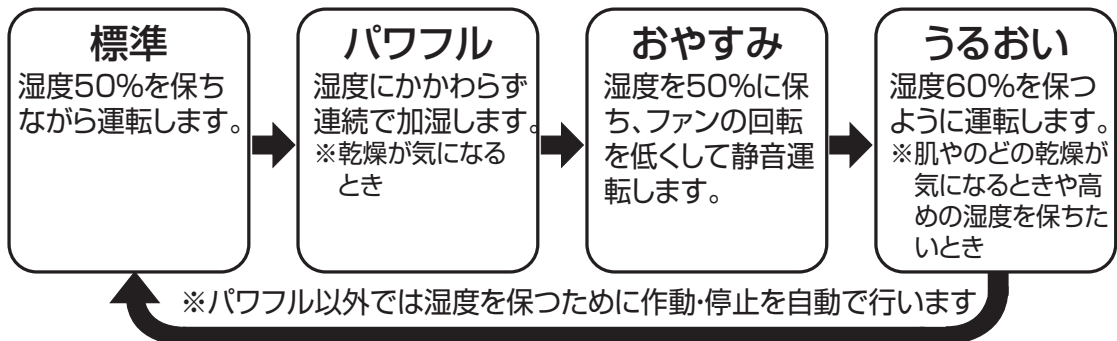 標準
湿度50%を保ち
ながら運転します。
パワフル
湿度にかかわらず
連続で加湿します。
※乾燥が気になる
とき
おやすみ
湿度を50%に保
ち、ファンの回転
を低くして静音運
転します。
うるおい
湿度60%を保つ
ように運転します。
※肌やのどの乾燥が
気になるときや高
めの湿度を保ちた
いとき
※パワフル以外では湿度を保つために作動・停止を自動で行います